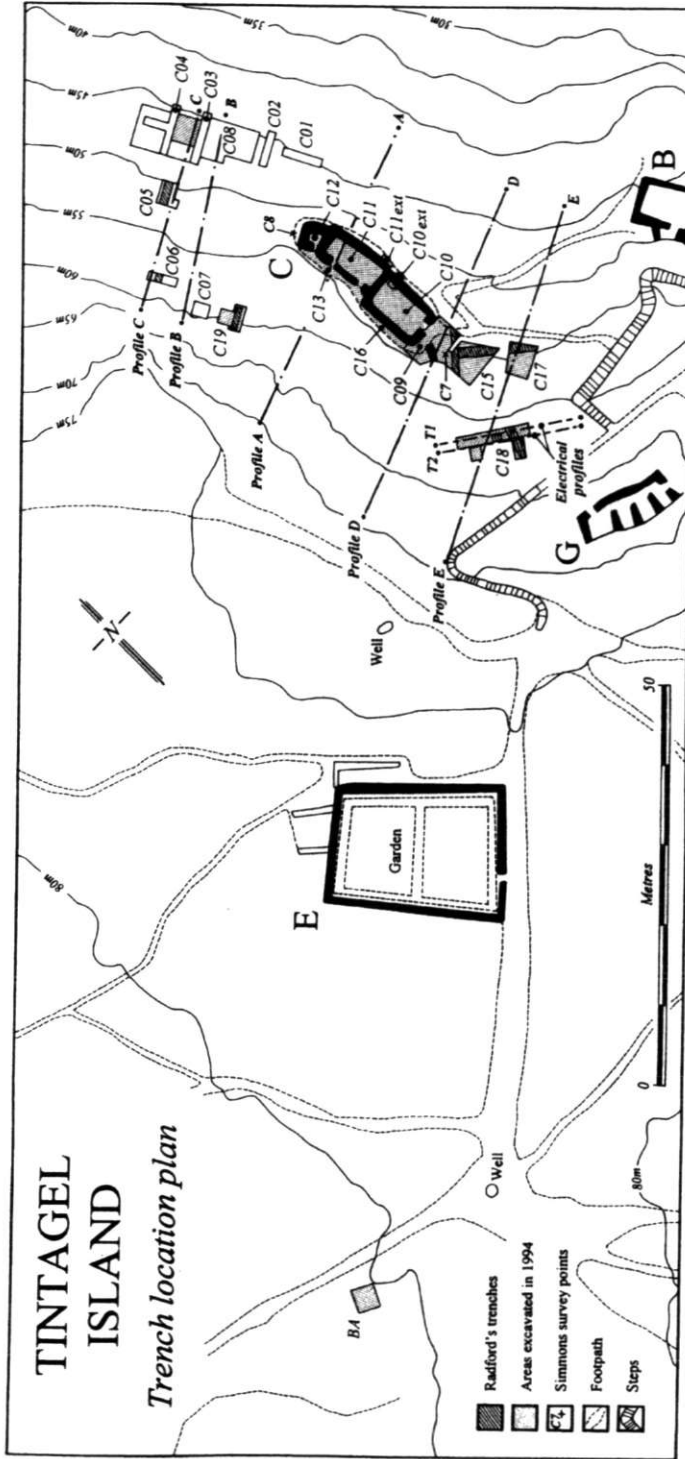 TINTAGEL
ISLAND
Trench location plan
80m
E
Garden
BA
Well
Well
80m
Radford's trenches
Areas excavated in 1994
Simmons survey points
Footpath
Steps
0
50
Metres
N
40m
35m
30m
45m
50m
55m
60m
65m
70m
75m
C04
C03
C
B
C05
C08
C02
C01
C06
C07
C19
Profile C
Profile B
Profile A
Profile D
Profile E
A
D
E
C8
C
C12
C11
C11ext
C10ext
C10
C13
C16
C09
C7
C15
C17
T2
T1
C18
Electrical
profiles
G
B
C7